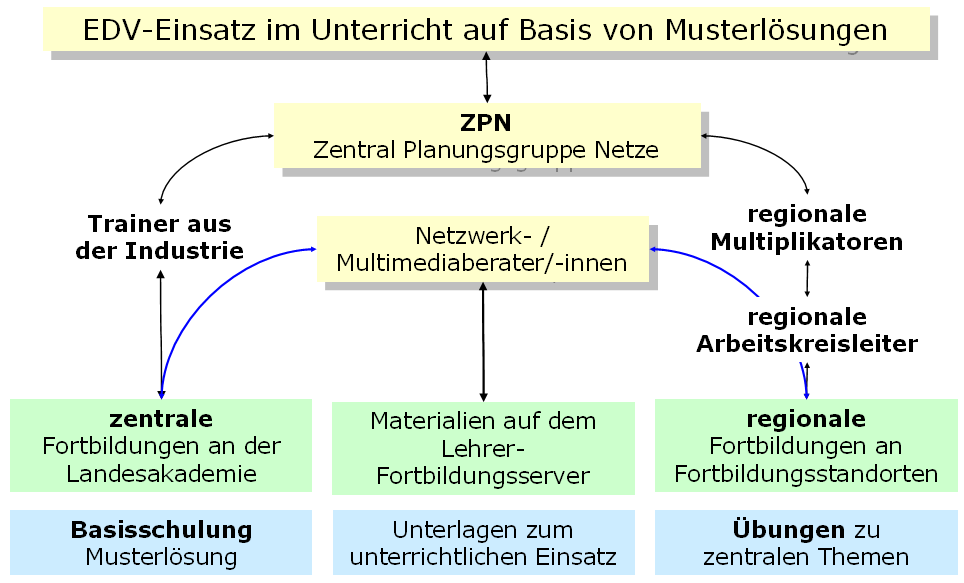 EDV-Einsatz im Unterricht auf Basis von Musterlösungen
ZPN
Zentral Planungsgruppe Netze
Trainer aus
der Industrie
Netzwerk- /
Multimediaberater/-innen
regionale
Multiplikatoren
regionale
Arbeitskreisleiter
zentrale
Fortbildungen an der
Landesakademie
Materialien auf dem
Lehrer-
Fortbildungsserver
regionale
Fortbildungen an
Fortbildungsstandorten
Basisschulung
Musterlösung
Unterlagen zum
unterrichtlichen Einsatz
Übungen zu
zentralen Themen